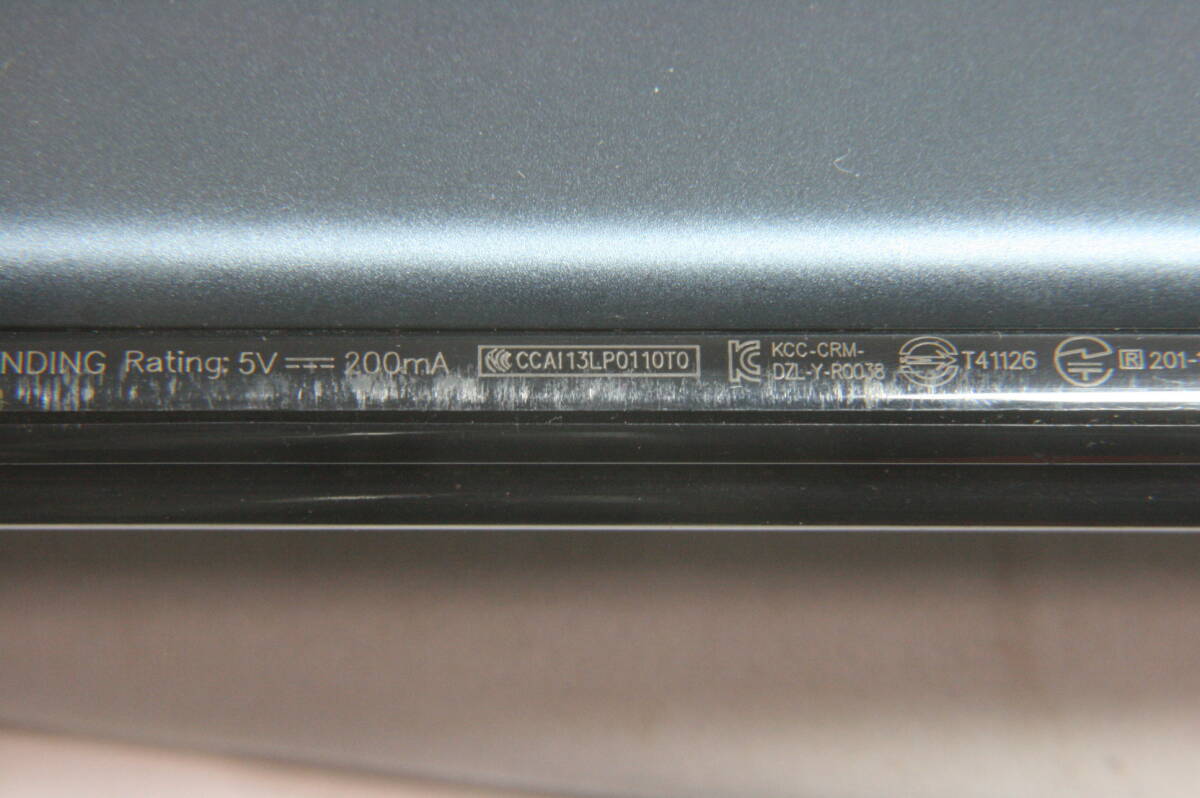 NDING Rating: 5V 200mA CCAI13LP0110T0 KCC-CRM- T41126 R 201-
DZL-Y-R0038